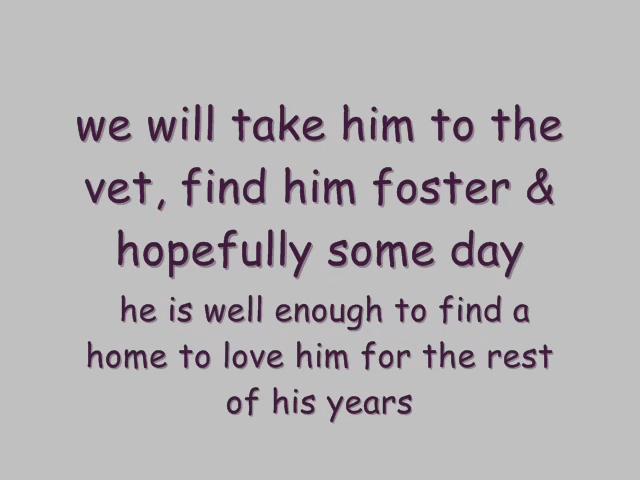 we will take him to the
vet, find him foster &
hopefully some day
he is well enough to find a
home to love him for the rest
of his years